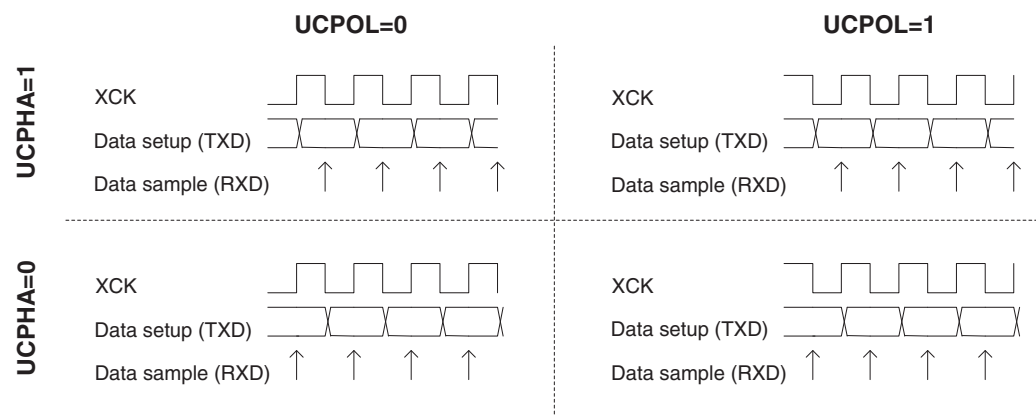 UCPOL=0
UCPOL=1
UCPHA=1
XCK
Data setup (TXD)
Data sample (RXD)
XCK
Data setup (TXD)
Data sample (RXD)
UCPHA=0
XCK
Data setup (TXD)
Data sample (RXD)
XCK
Data setup (TXD)
Data sample (RXD)